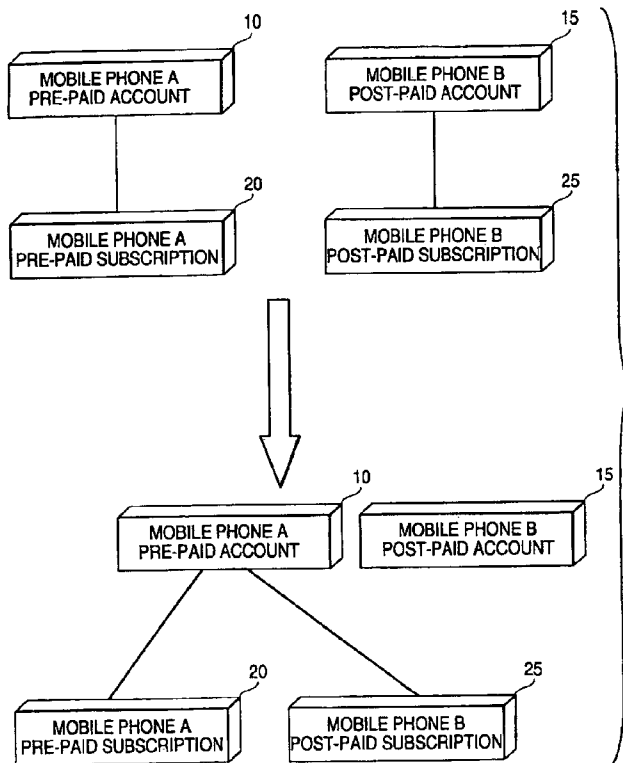 10
MOBILE PHONE A
PRE-PAID ACCOUNT
15
MOBILE PHONE B
POST-PAID ACCOUNT
20
MOBILE PHONE A
PRE-PAID SUBSCRIPTION
25
MOBILE PHONE B
POST-PAID SUBSCRIPTION
10
MOBILE PHONE A
PRE-PAID ACCOUNT
15
MOBILE PHONE B
POST-PAID ACCOUNT
20
MOBILE PHONE A
PRE-PAID SUBSCRIPTION
25
MOBILE PHONE B
POST-PAID SUBSCRIPTION